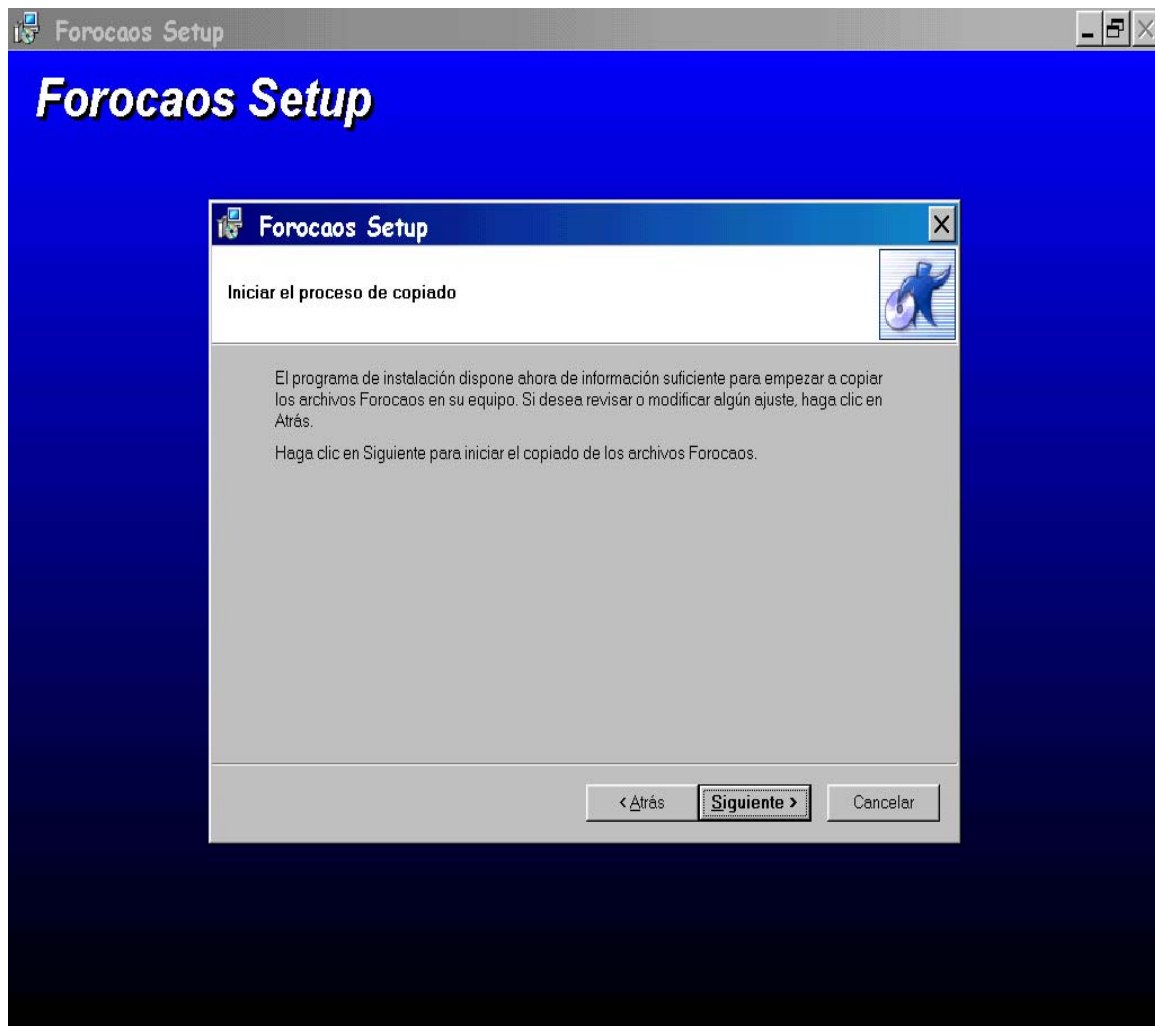 Forocaos Setup
Forocaos Setup
Forocaos Setup
Iniciar el proceso de copiado
El programa de instalación dispone ahora de información suficiente para empezar a copiar
los archivos Forocaos en su equipo. Si desea revisar o modificar algún ajuste, haga clic en
Atrás.
Haga clic en Siguiente para iniciar el copiado de los archivos Forocaos.
< Atrás Siguiente > Cancelar